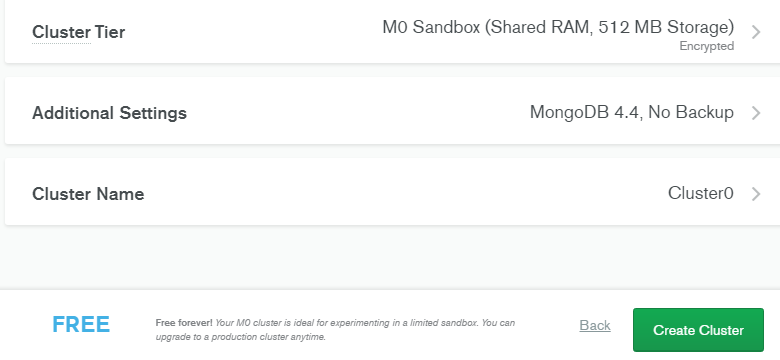 Cluster Tier
M0 Sandbox (Shared RAM, 512 MB Storage)
Encrypted
Additional Settings
MongoDB 4.4, No Backup
Cluster Name
Cluster0
FREE
Free forever! Your M0 cluster is ideal for experimenting in a limited sandbox. You can
upgrade to a production cluster anytime.
Back
Create Cluster